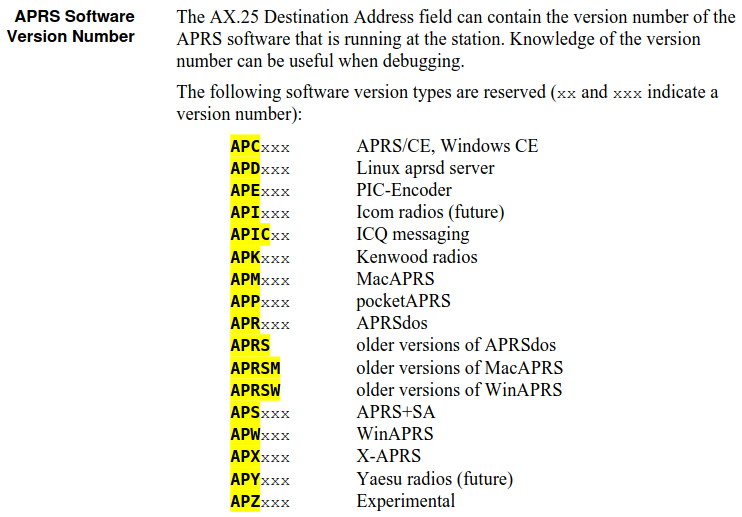 APRS Software
Version Number
The AX.25 Destination Address field can contain the version number of the
APRS software that is running at the station. Knowledge of the version
number can be useful when debugging.
The following software version types are reserved (xx and xxx indicate a
version number):
APCxxx APRS/CE, Windows CE
APDxxx Linux aprsd server
APExxx PIC-Encoder
APIxxx Icom radios (future)
APICxx ICQ messaging
APKxxx Kenwood radios
APMxxx MacAPRS
APPxxx pocketAPRS
APRxxx APRSdos
APRS older versions of APRSdos
APRSM older versions of MacAPRS
APRSW older versions of WinAPRS
APSxxx APRS+SA
APWxxx WinAPRS
APXxxx X-APRS
APYxxx Yaesu radios (future)
APZxxx Experimental